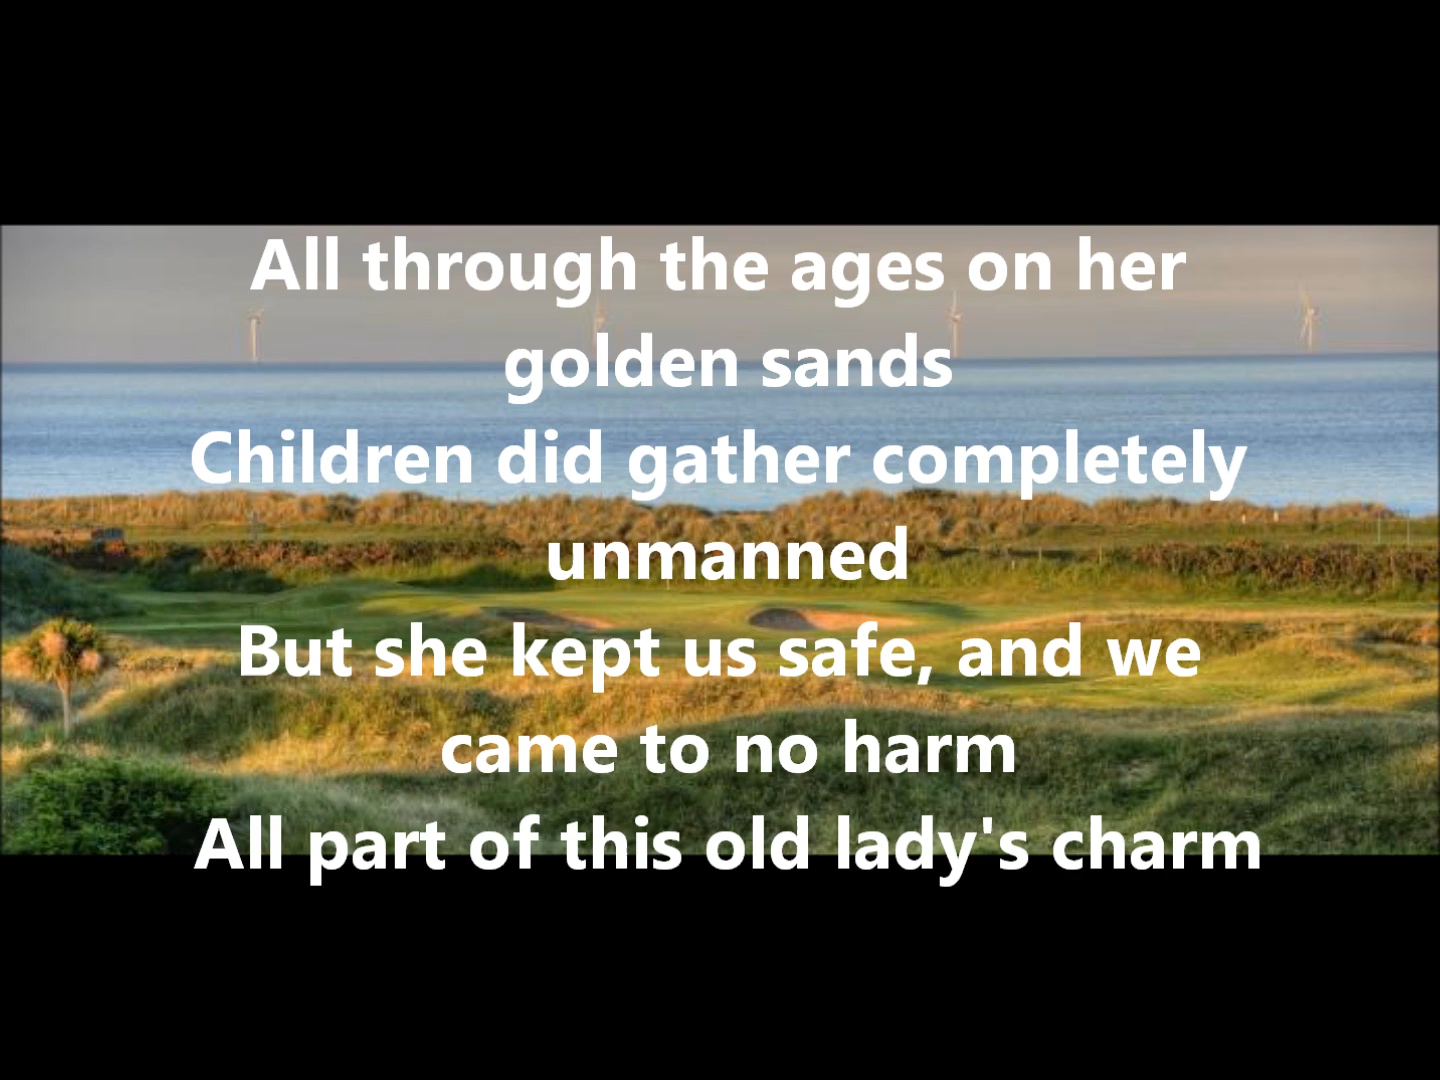 All through the ages on her
golden sands
Children did gather completely
unmanned
But she kept us safe, and we
came to no harm
All part of this old lady's charm